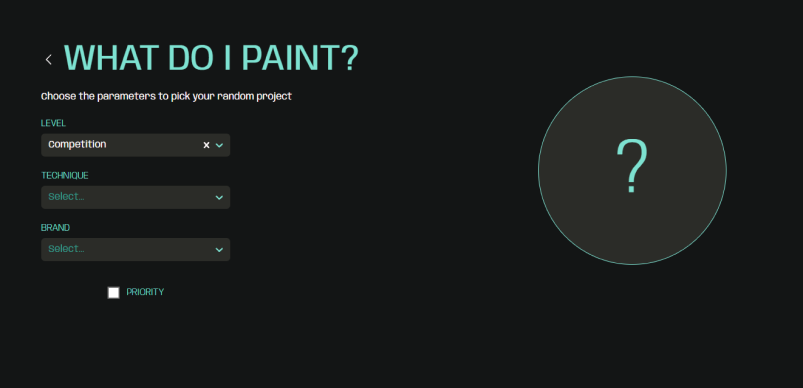 WHAT DO I PAINT?
Choose the parameters to pick your random project
LEVEL
Competition
TECHNIQUE
Select...
BRAND
Select...
PRIORITY
?